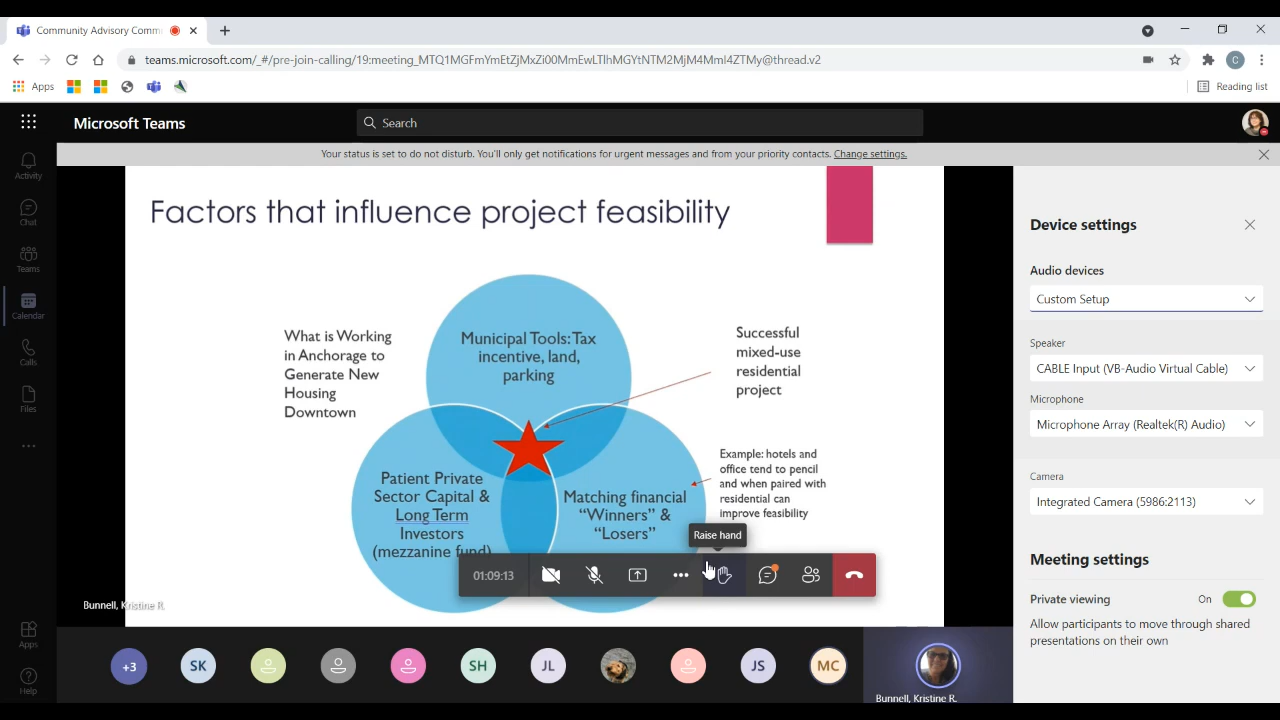 Community Advisory Comm
teams.microsoft.com/_#/pre-join-calling/19:meeting_MTQ1MGFmYmEtZjMxZi00MmEwLTlhMGYtNTM2MjM4MmI4ZTMy@thread.v2
C
Apps
Reading list
Microsoft Teams
Search
Your status is set to do not disturb. You'll only get notifications for urgent messages and from your priority contacts. Change settings.
Activity
Chat
Teams
Calendar
Calls
Files
Apps
Help
Factors that influence project feasibility
What is Working
in Anchorage to
Generate New
Housing
Downtown
Municipal Tools: Tax
incentive, land,
parking
Successful
mixed-use
residential
project
Patient Private
Sector Capital &
Long Term
Investors
(mezzanine fund)
Matching financial
"Winners" &
"Losers"
Example: hotels and
office tend to pencil
and when paired with
residential can
improve feasibility
Raise hand
01:09:13
Bunnell, Kristine R.
+3
SK
SH
JL
JS
MC
Bunnell, Kristine R.
Device settings
Audio devices
Custom Setup
Speaker
CABLE Input (VB-Audio Virtual Cable)
Microphone
Microphone Array (Realtek(R) Audio)
Camera
Integrated Camera (5986:2113)
Meeting settings
Private viewing
On
Allow participants to move through shared
presentations on their own